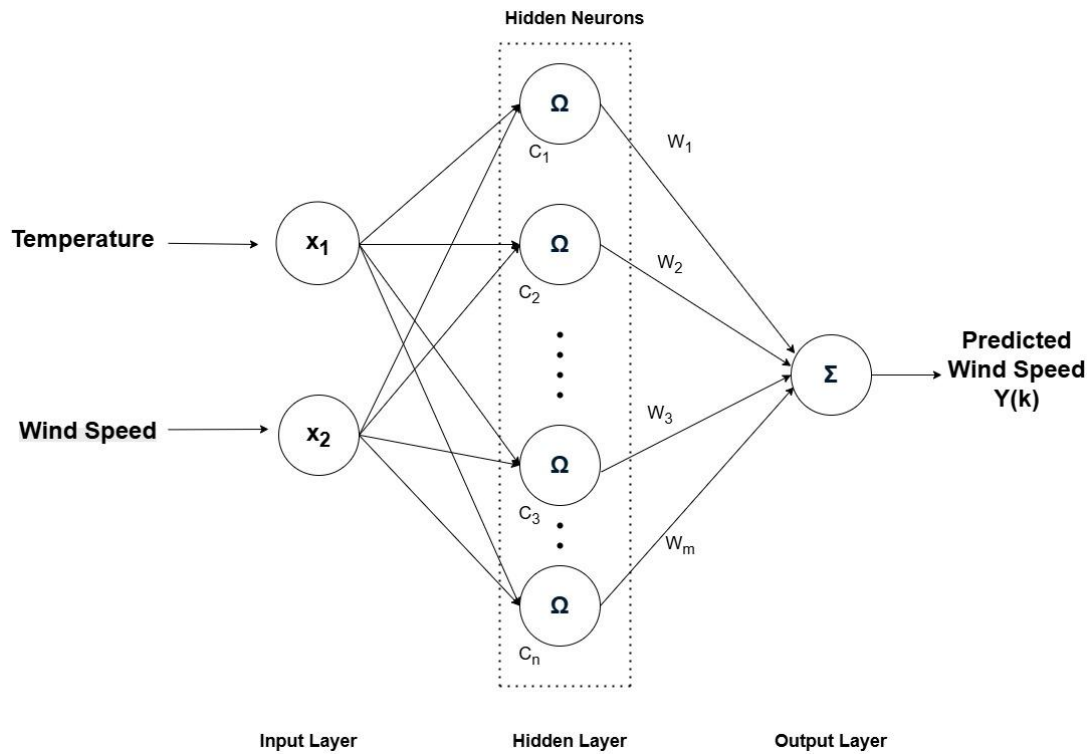 Hidden Neurons
Ω
C1
W1
Temperature
x1
Ω
C2
W2
Predicted
Wind Speed
Y(k)
Σ
Wind Speed
x2
Ω
C3
W3
Ω
Cn
Wm
Input Layer
Hidden Layer
Output Layer